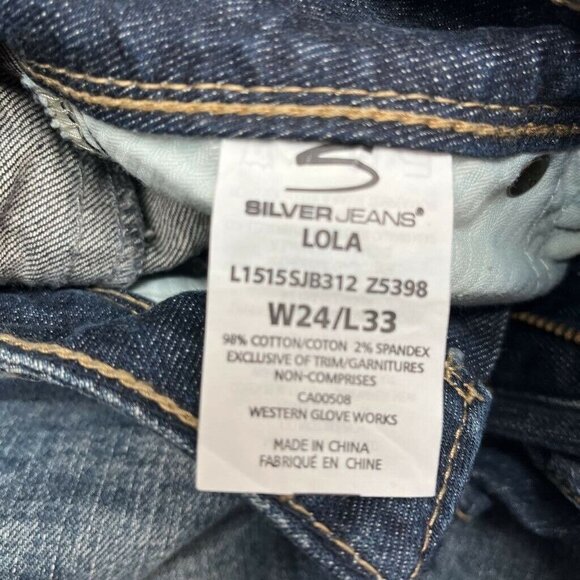 SILVER JEANS®
LOLA
L1515SJB312 Z5398
W24/L33
98% COTTON/COTON 2% SPANDEX
EXCLUSIVE OF TRIM/GARNITURES
NON-COMPRISES
CA00508
WESTERN GLOVE WORKS
MADE IN CHINA
FABRIQUÉ EN CHINE